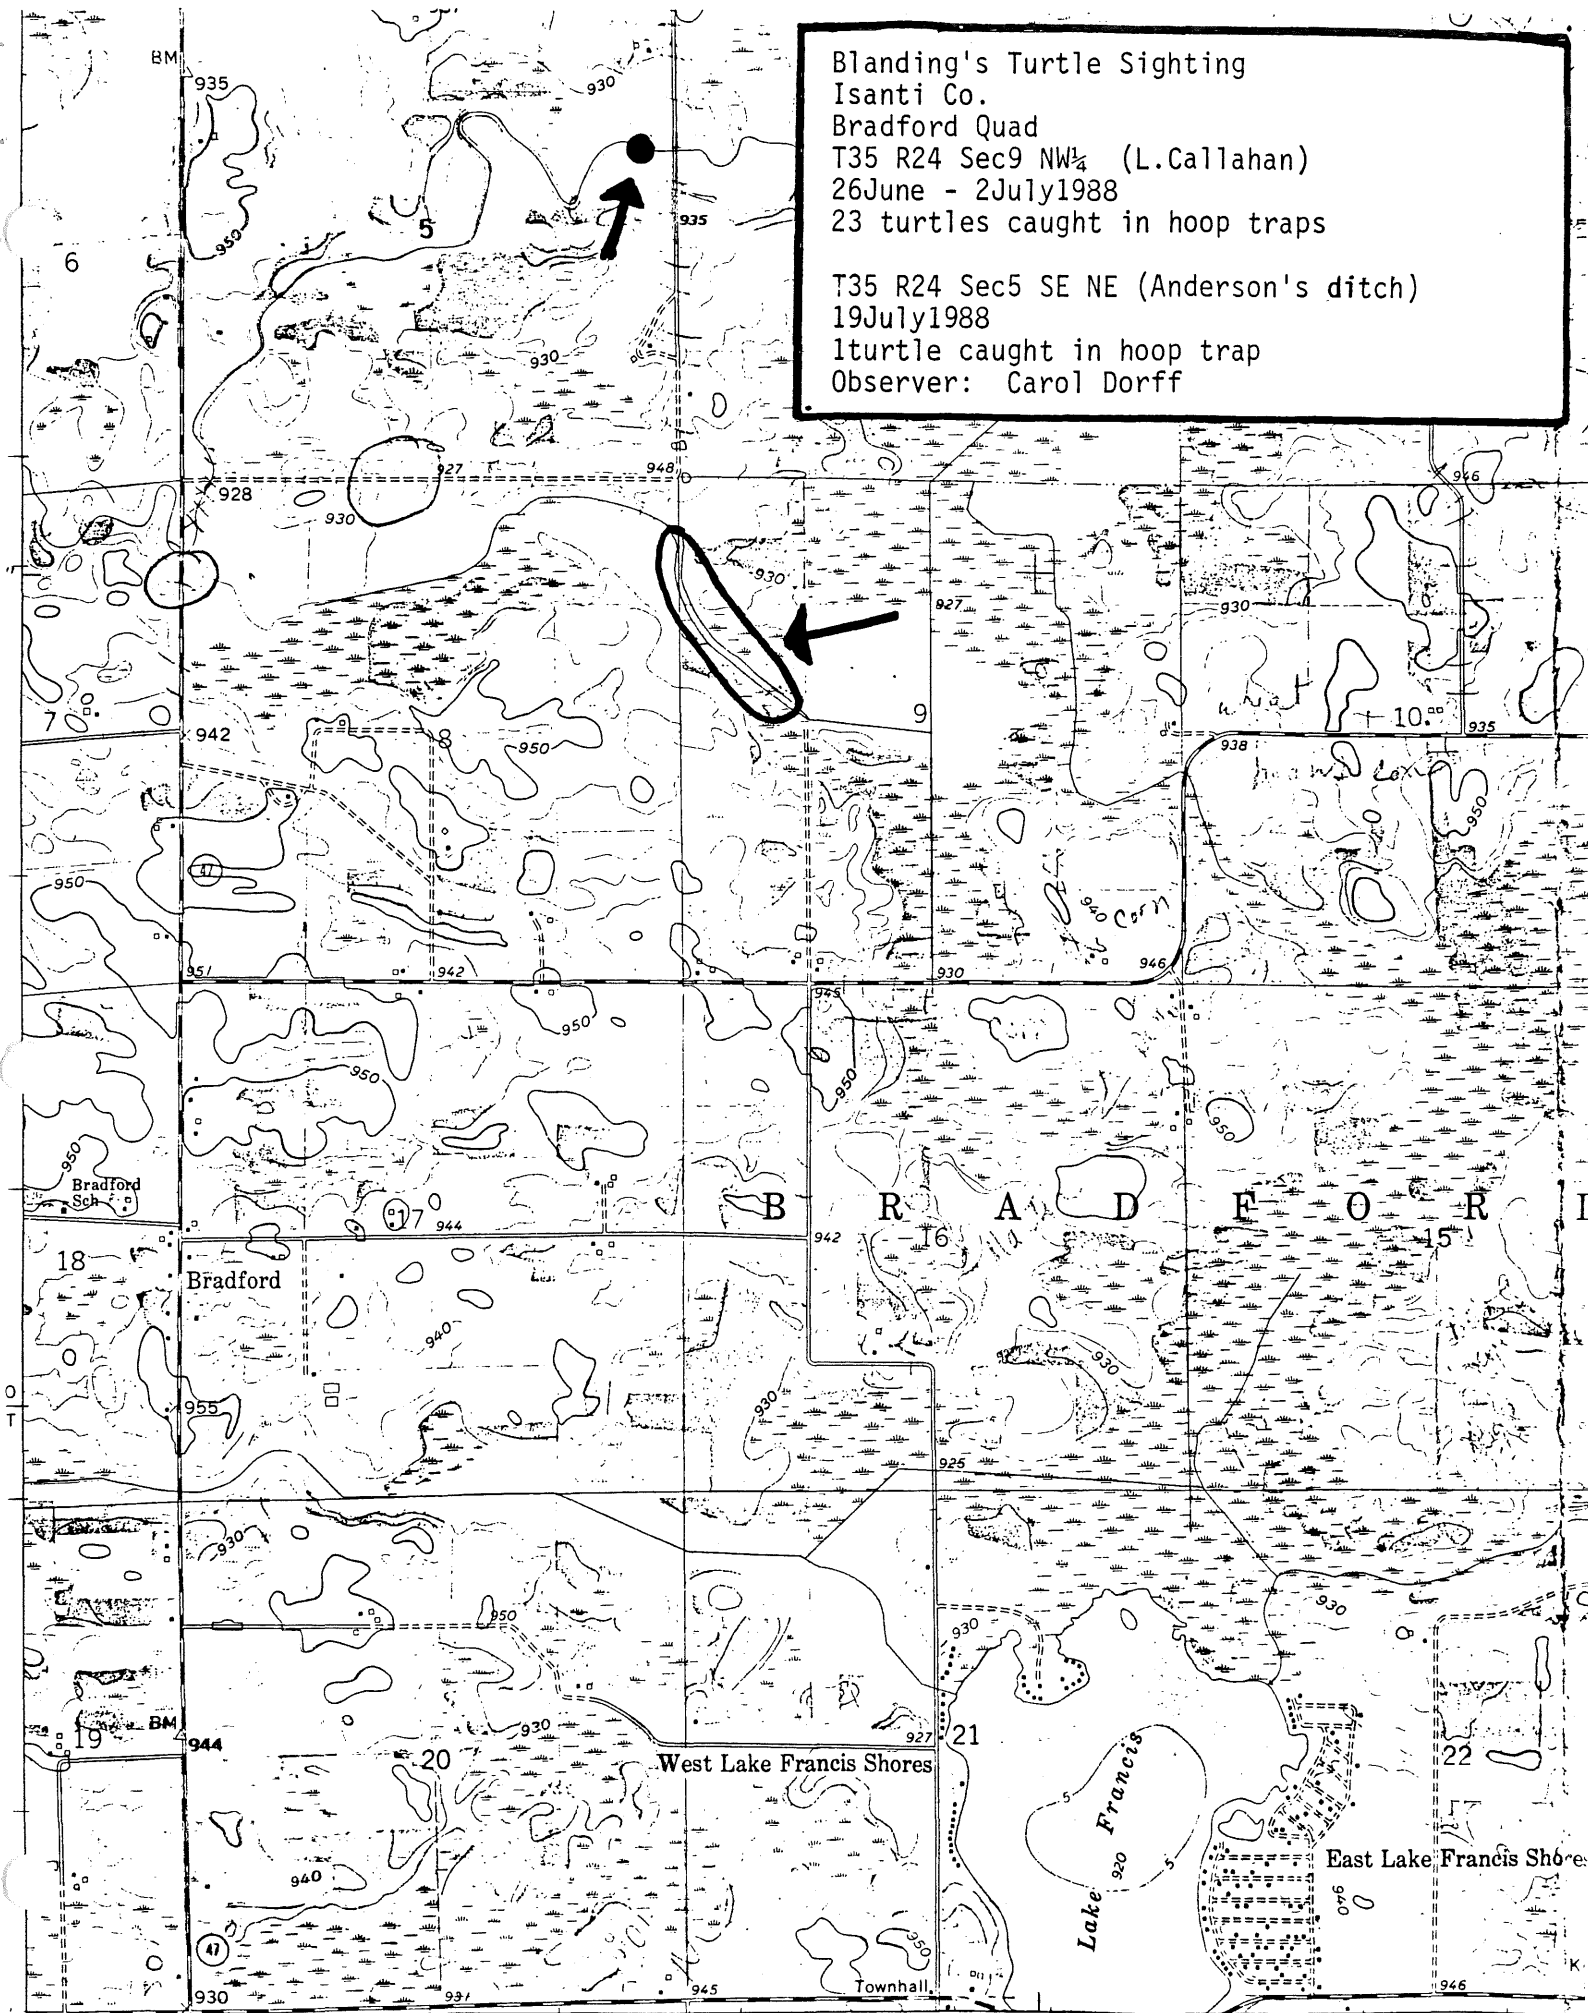 Blanding's Turtle Sighting
Isanti Co.
Bradford Quad
T35 R24 Sec9 NW¼ (L.Callahan)
26June - 2July1988
23 turtles caught in hoop traps
T35 R24 Sec5 SE NE (Anderson's ditch)
19July1988
1turtle caught in hoop trap
Observer: Carol Dorff
BM
935
930
950
5
935
6
930
927
948
928
930
946
930
927
930
7
942
8
950
9
wheat
10
935
938
950
950
47
940
Corn
951
942
930
946
945
950
950
950
950
950
Bradford
Sch
B R A D F O R
17
944
942
16
15
18
Bradford
940
930
955
930
O
T
925
930
950
930
930
BM
19
944
930
20
927
21
22
West Lake Francis Shores
5
5
Lake Francis
920
East Lake Francis Shores
940
940
47
950
Townhall
930
931
945
946
K